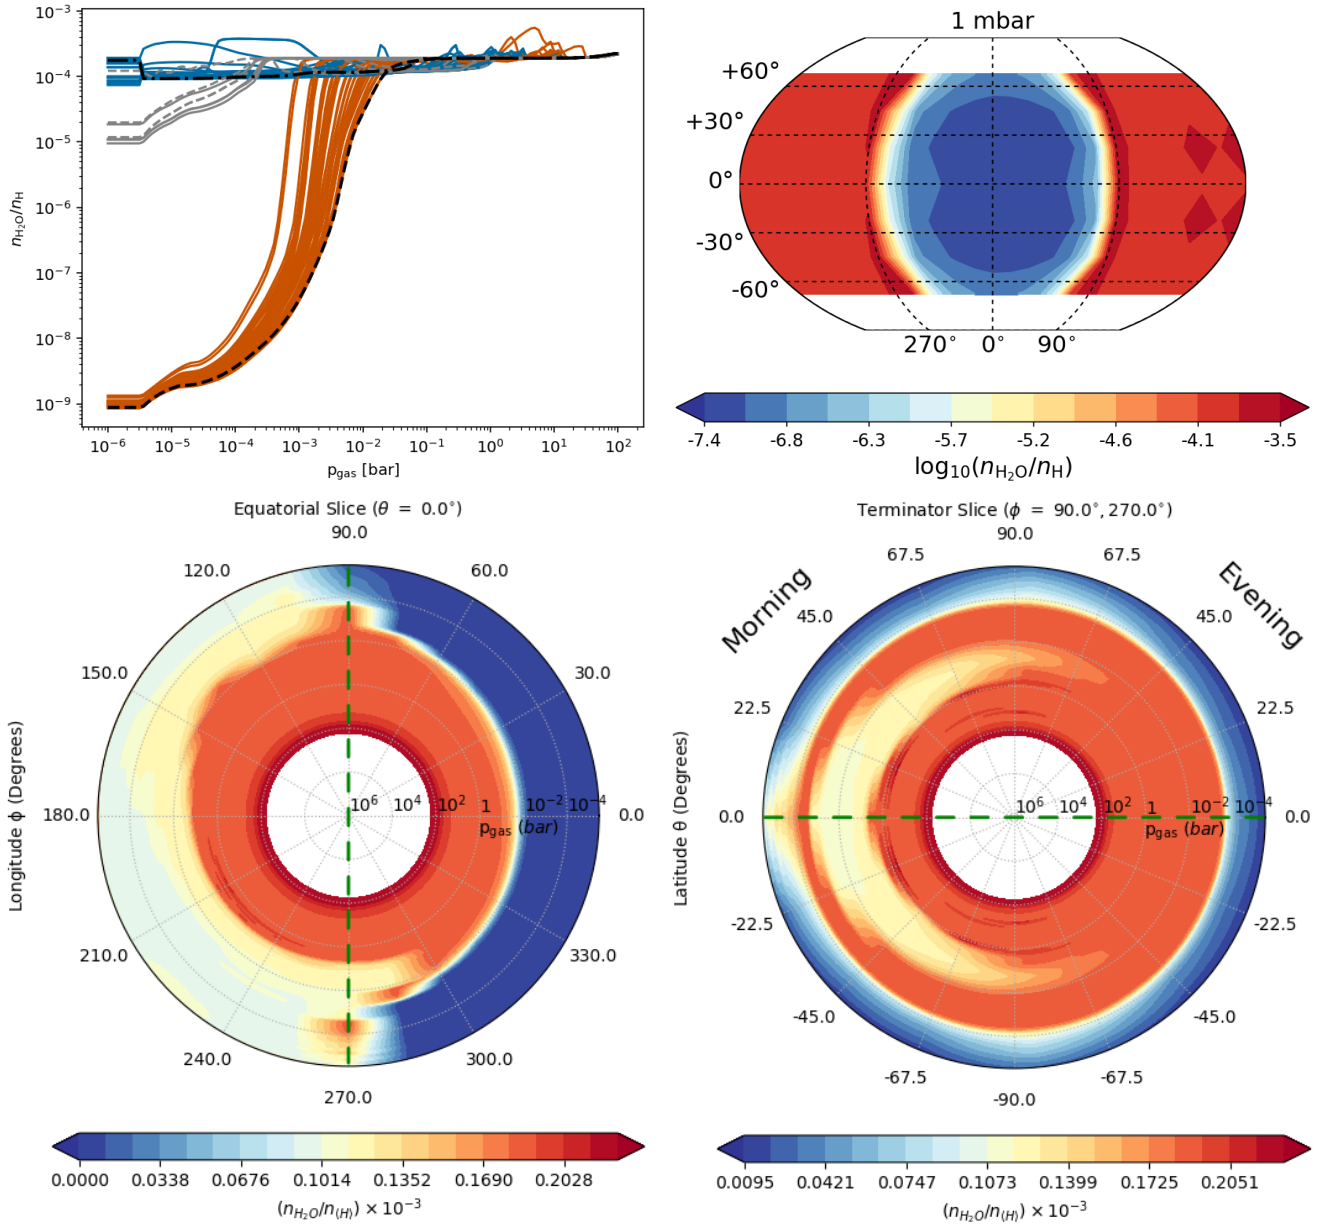 10⁻³
10⁻⁴
10⁻⁵
10⁻⁶
10⁻⁷
10⁻⁸
10⁻⁹
n_H₂O/n_H
10⁻⁶ 10⁻⁵ 10⁻⁴ 10⁻³ 10⁻² 10⁻¹ 10⁰ 10¹ 10²
p_gas [bar]
1 mbar
+60°
+30°
0°
-30°
-60°
270° 0° 90°
-7.4 -6.8 -6.3 -5.7 -5.2 -4.6 -4.1 -3.5
log₁₀(n_H₂O/n_H)
Equatorial Slice (θ = 0.0°)
90.0
120.0 60.0
150.0 30.0
180.0 0.0
210.0 330.0
240.0 300.0
270.0
10⁶ 10⁴ 10² 1 10⁻² 10⁻⁴
p_gas (bar)
Longitude ϕ (Degrees)
0.0000 0.0338 0.0676 0.1014 0.1352 0.1690 0.2028
(n_H₂O/n_⟨H⟩) × 10⁻³
Terminator Slice (ϕ = 90.0°, 270.0°)
90.0
67.5 67.5
Morning Evening
45.0 45.0
22.5 22.5
0.0 0.0
-22.5 -22.5
-45.0 -45.0
-67.5 -67.5
-90.0
10⁶ 10⁴ 10² 1 10⁻² 10⁻⁴
p_gas (bar)
Latitude θ (Degrees)
0.0095 0.0421 0.0747 0.1073 0.1399 0.1725 0.2051
(n_H₂O/n_⟨H⟩) × 10⁻³